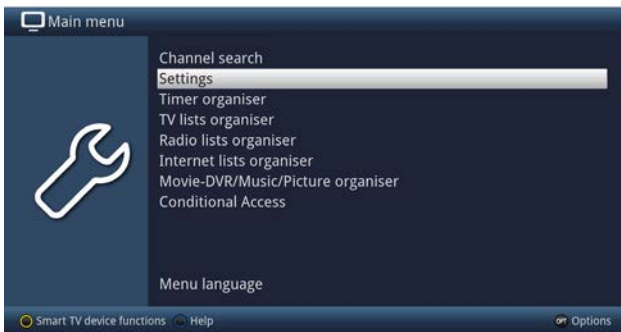 Main menu
Channel search
Settings
Timer organiser
TV lists organiser
Radio lists organiser
Internet lists organiser
Movie-DVR/Music/Picture organiser
Conditional Access
Menu language
Smart TV device functions Help OPT Options